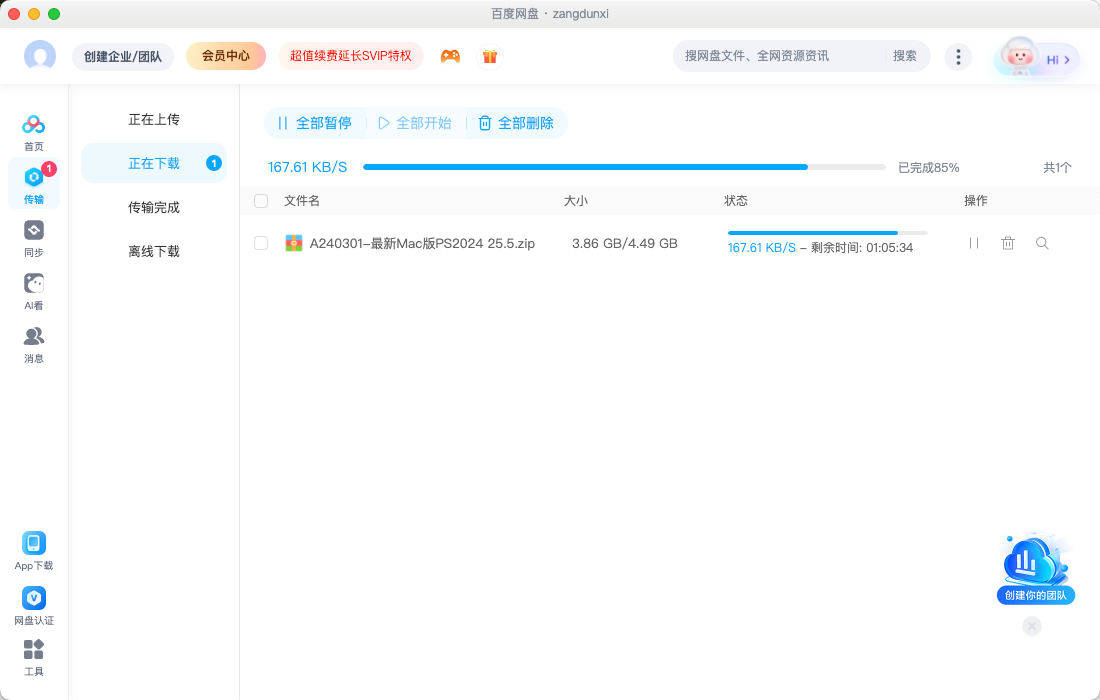 百度网盘 · zangdunxi
创建企业/团队
会员中心
超值续费延长SVIP特权
搜网盘文件、全网资源资讯
搜索
Hi
首页
1
传输
同步
AI看
消息
App下载
网盘认证
工具
正在上传
正在下载
1
传输完成
离线下载
全部暂停
全部开始
全部删除
167.61 KB/S
已完成85%
共1个
文件名
大小
状态
操作
A240301-最新Mac版PS2024 25.5.zip
3.86 GB/4.49 GB
167.61 KB/S – 剩余时间: 01:05:34
创建你的团队